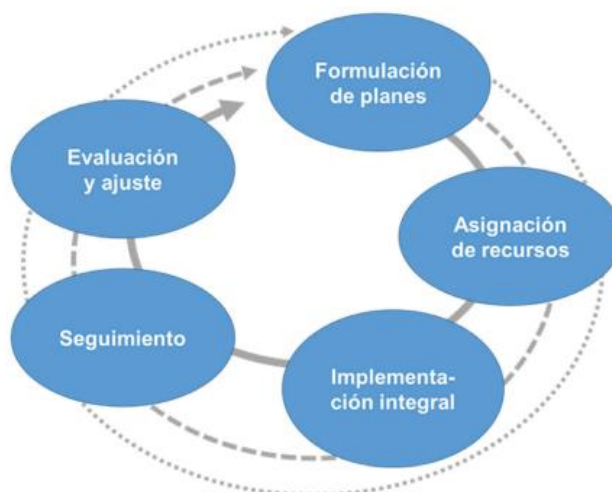 Formulación
de planes
Asignación
de recursos
Implementa-
ción integral
Seguimiento
Evaluación
y ajuste